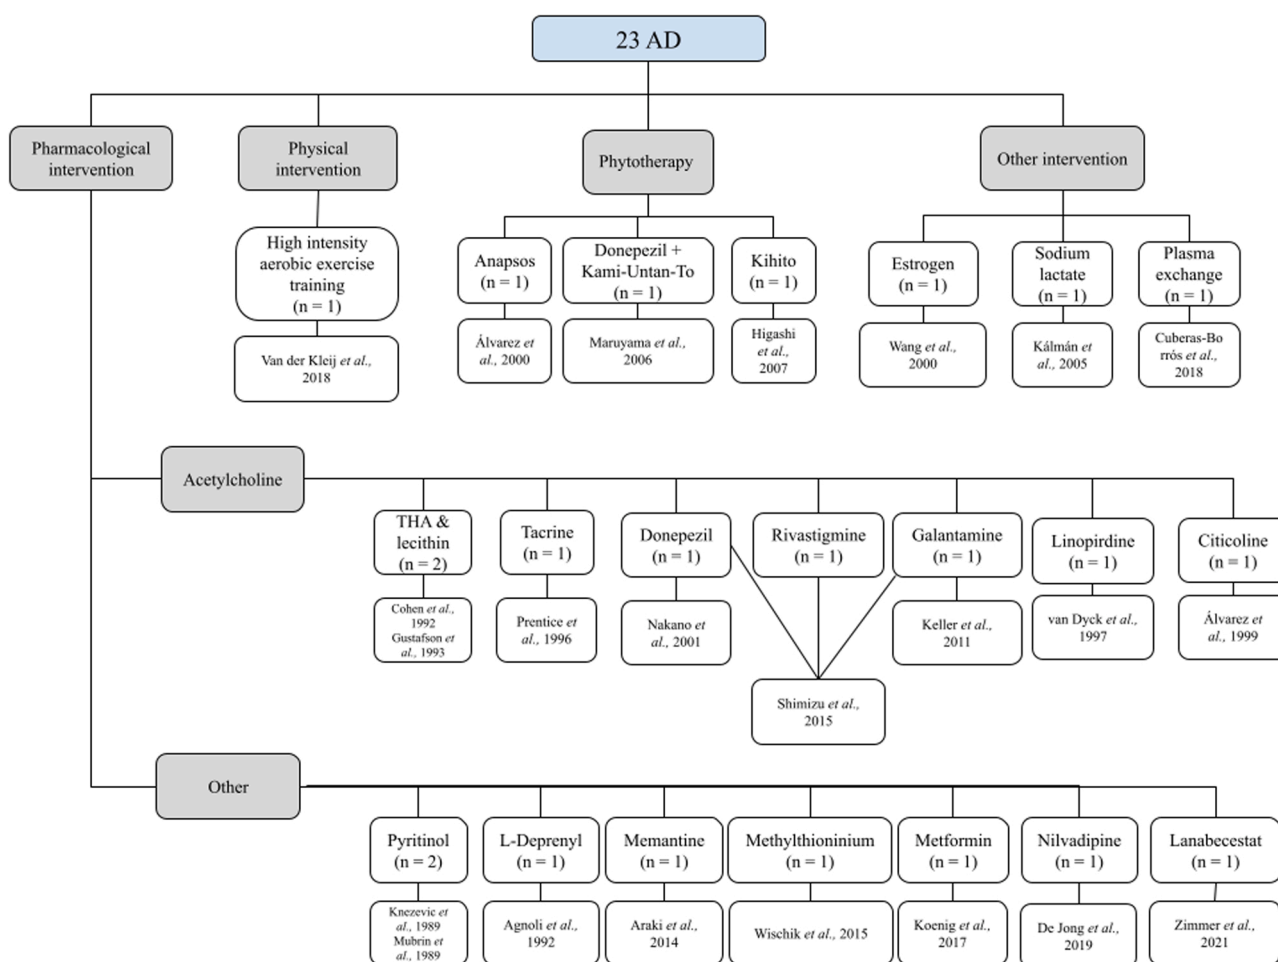 23 AD
Pharmacological
intervention
Physical
intervention
Phytotherapy
Other intervention
High intensity
aerobic exercise
training
(n = 1)
Van der Kleij et al.,
2018
Anapsos
(n = 1)
Álvarez et
al., 2000
Donepezil +
Kami-Untan-To
(n = 1)
Maruyama et al.,
2006
Kihito
(n = 1)
Higashi
et al.,
2007
Estrogen
(n = 1)
Wang et al.,
2000
Sodium
lactate
(n = 1)
Kálmán et
al., 2005
Plasma
exchange
(n = 1)
Cuberas-Bo
rrós et al.,
2018
Acetylcholine
THA &
lecithin
(n = 2)
Cohen et al.,
1992
Gustafson et
al., 1993
Tacrine
(n = 1)
Prentice et
al., 1996
Donepezil
(n = 1)
Nakano et
al., 2001
Rivastigmine
(n = 1)
Galantamine
(n = 1)
Keller et al.,
2011
Linopirdine
(n = 1)
van Dyck et al.,
1997
Citicoline
(n = 1)
Álvarez et
al., 1999
Shimizu et al.,
2015
Other
Pyritinol
(n = 2)
Knezevic et
al., 1989
Mubrin et
al., 1989
L-Deprenyl
(n = 1)
Agnoli et al.,
1992
Memantine
(n = 1)
Araki et al.,
2014
Methylthioninium
(n = 1)
Wischik et al., 2015
Metformin
(n = 1)
Koenig et al.,
2017
Nilvadipine
(n = 1)
De Jong et al.,
2019
Lanabecestat
(n = 1)
Zimmer et al.,
2021